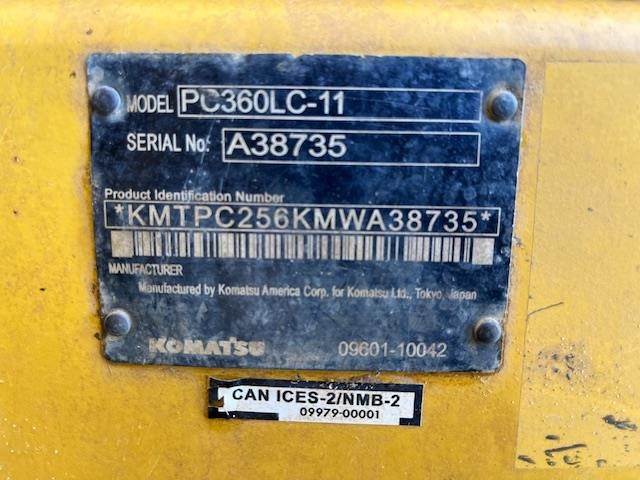 MODEL PC360LC-11
SERIAL No: A38735
Product Identification Number
*KMTPC256KMWA38735*
MANUFACTURER
Manufactured by Komatsu America Corp. for Komatsu Ltd., Tokyo, Japan
KOMATSU 09601-10042
CAN ICES-2/NMB-2
09979-00001